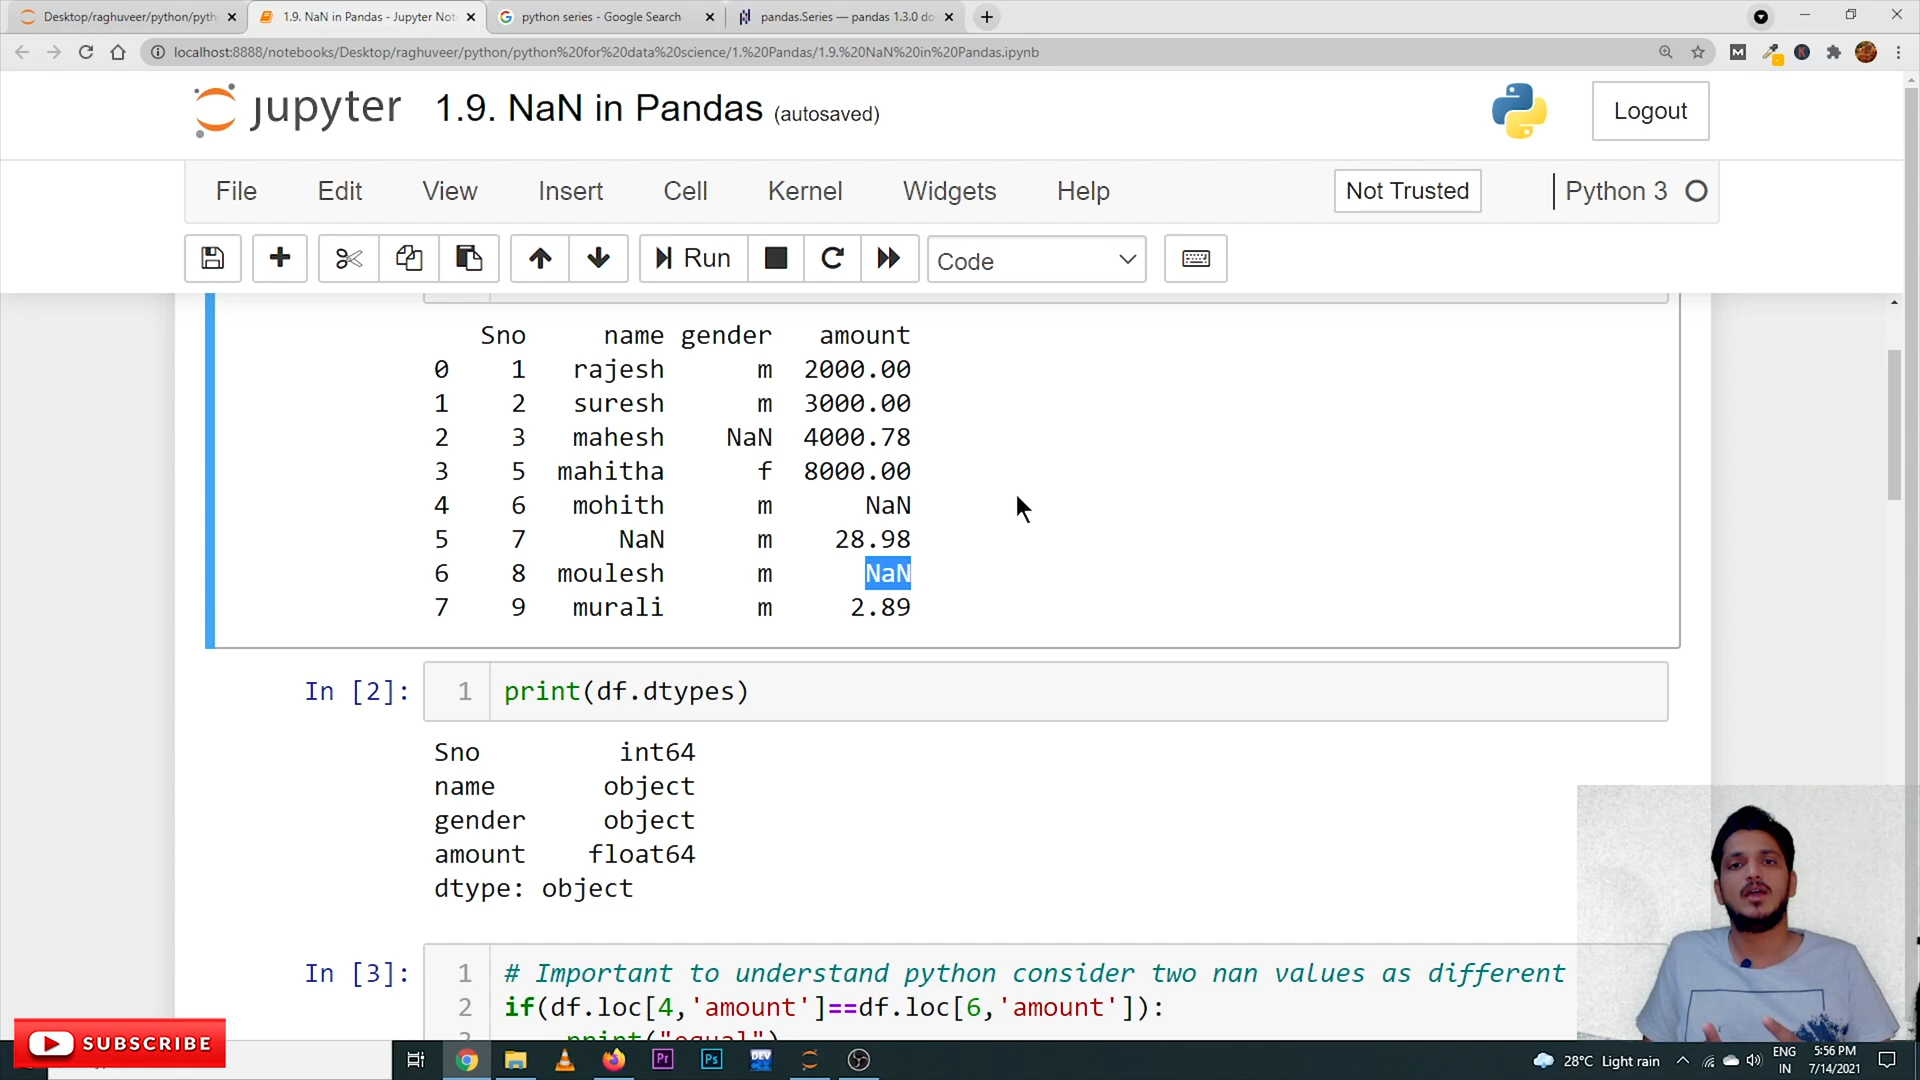 Desktop/raghuveer/python/pyth
1.9. NaN in Pandas - Jupyter Not
python series - Google Search
pandas.Series — pandas 1.3.0 do
localhost:8888/notebooks/Desktop/raghuveer/python/python%20for%20data%20science/1.%20Pandas/1.9.%20NaN%20in%20Pandas.ipynb
jupyter 1.9. NaN in Pandas (autosaved)
Logout
File Edit View Insert Cell Kernel Widgets Help Not Trusted Python 3
Run Code
Sno name gender amount
0 1 rajesh m 2000.00
1 2 suresh m 3000.00
2 3 mahesh NaN 4000.78
3 5 mahitha f 8000.00
4 6 mohith m NaN
5 7 NaN m 28.98
6 8 moulesh m NaN
7 9 murali m 2.89
In [2]: 1 print(df.dtypes)
Sno int64
name object
gender object
amount float64
dtype: object
In [3]: 1 # Important to understand python consider two nan values as different
2 if(df.loc[4,'amount']==df.loc[6,'amount']):
3 print("equal")
SUBSCRIBE
Pr
Ps
DEV
28°C Light rain
ENG
IN
5:56 PM
7/14/2021